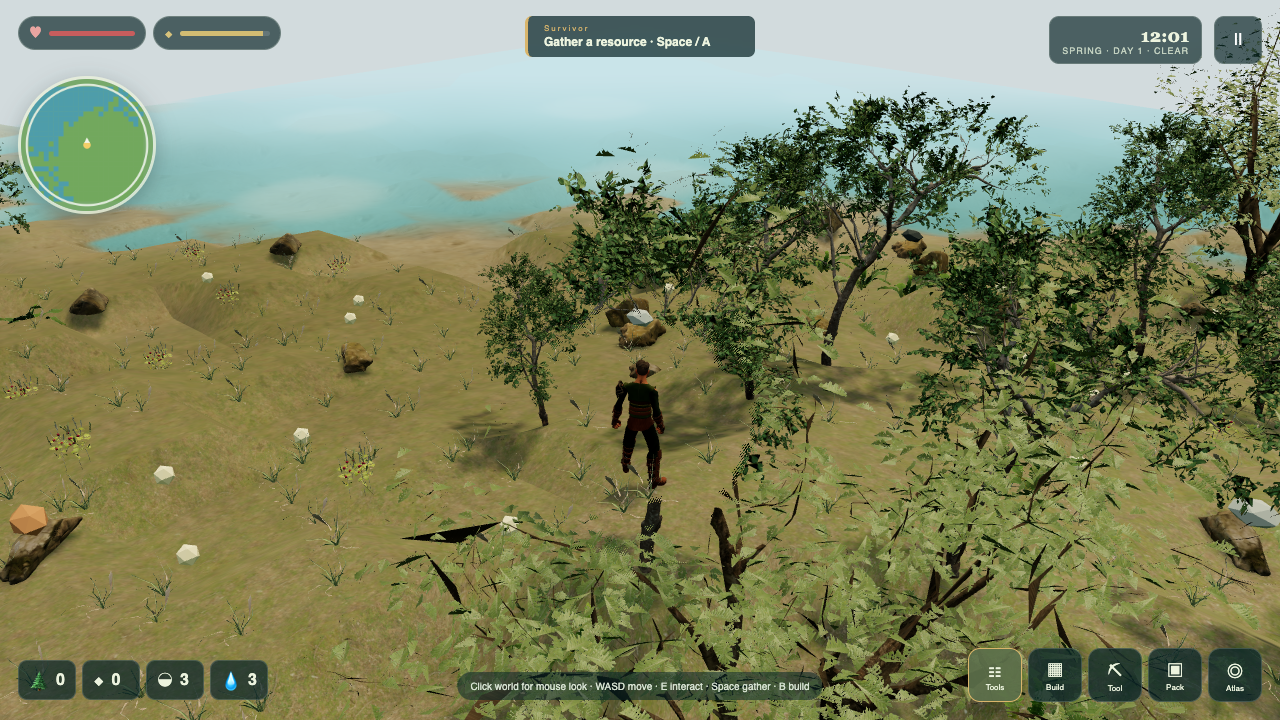 Survivor
Gather a resource · Space / A
12:01
SPRING · DAY 1 · CLEAR
0
0
3
3
Click world for mouse look · WASD move · E interact · Space gather · B build
Tools
Build
Tool
Pack
Atlas